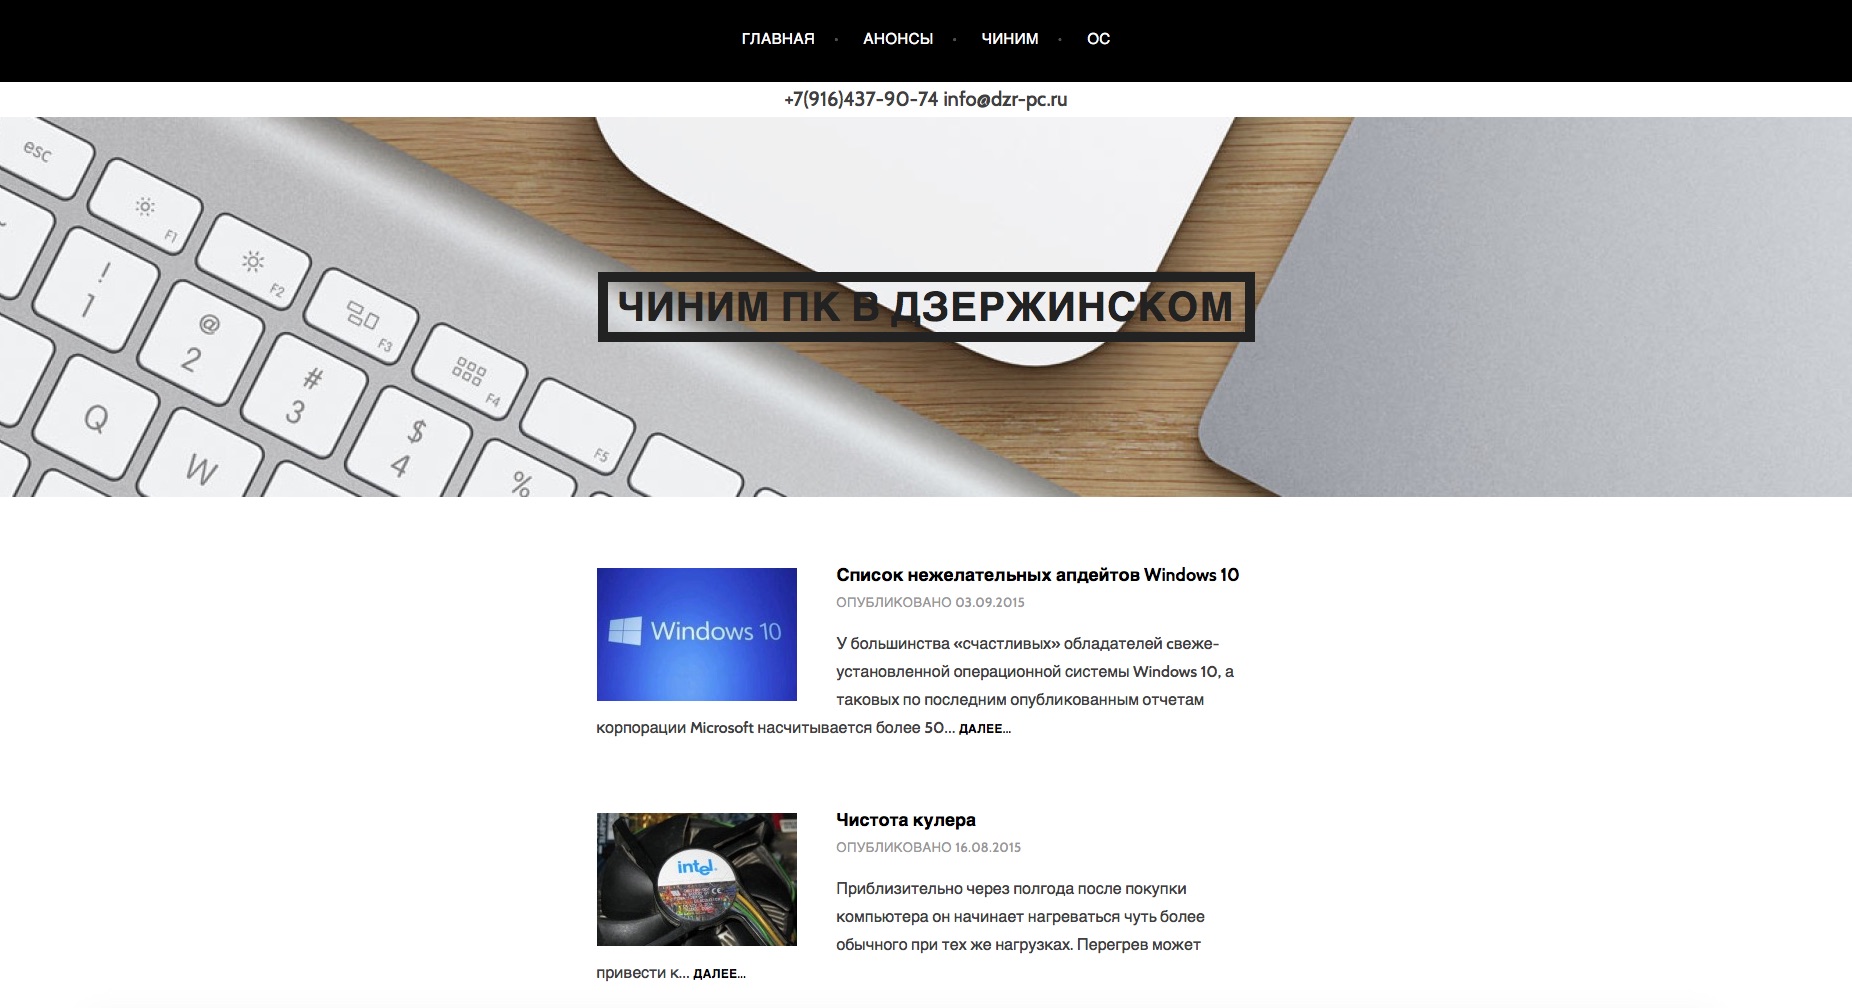 ГЛАВНАЯ • АНОНСЫ • ЧИНИМ • ОС
+7(916)437-90-74 info@dzr-pc.ru
esc
F1
F2
F3
F4
F5
!
1
@
2
#
3
$
4
%
Q
W
ЧИНИМ ПК В ДЗЕРЖИНСКОМ
Windows 10
Список нежелательных апдейтов Windows 10
ОПУБЛИКОВАНО 03.09.2015
У большинства «счастливых» обладателей свеже-
установленной операционной системы Windows 10, а
таковых по последним опубликованным отчетам
корпорации Microsoft насчитывается более 50... ДАЛЕЕ...
intel
Чистота кулера
ОПУБЛИКОВАНО 16.08.2015
Приблизительно через полгода после покупки
компьютера он начинает нагреваться чуть более
обычного при тех же нагрузках. Перегрев может
привести к... ДАЛЕЕ...